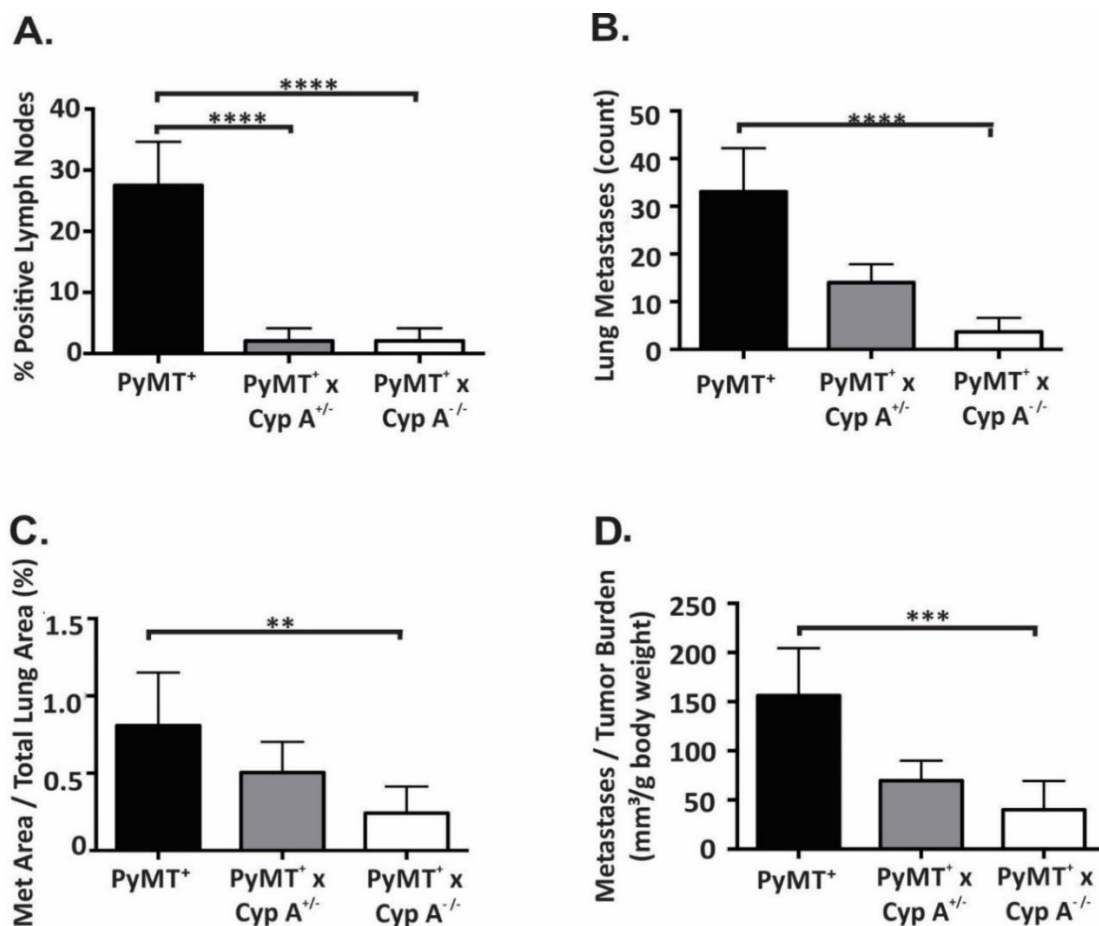 A.
% Positive Lymph Nodes
****
****
40
30
20
10
0
PyMT⁺
PyMT⁺ x
Cyp A⁺/⁻
PyMT⁺ x
Cyp A⁻/⁻
B.
Lung Metastases (count)
****
50
40
30
20
10
0
PyMT⁺
PyMT⁺ x
Cyp A⁺/⁻
PyMT⁺ x
Cyp A⁻/⁻
C.
Met Area / Total Lung Area (%)
**
1.5
1.0
0.5
0
PyMT⁺
PyMT⁺ x
Cyp A⁺/⁻
PyMT⁺ x
Cyp A⁻/⁻
D.
Metastases / Tumor Burden
(mm³/g body weight)
***
250
200
150
100
50
0
PyMT⁺
PyMT⁺ x
Cyp A⁺/⁻
PyMT⁺ x
Cyp A⁻/⁻